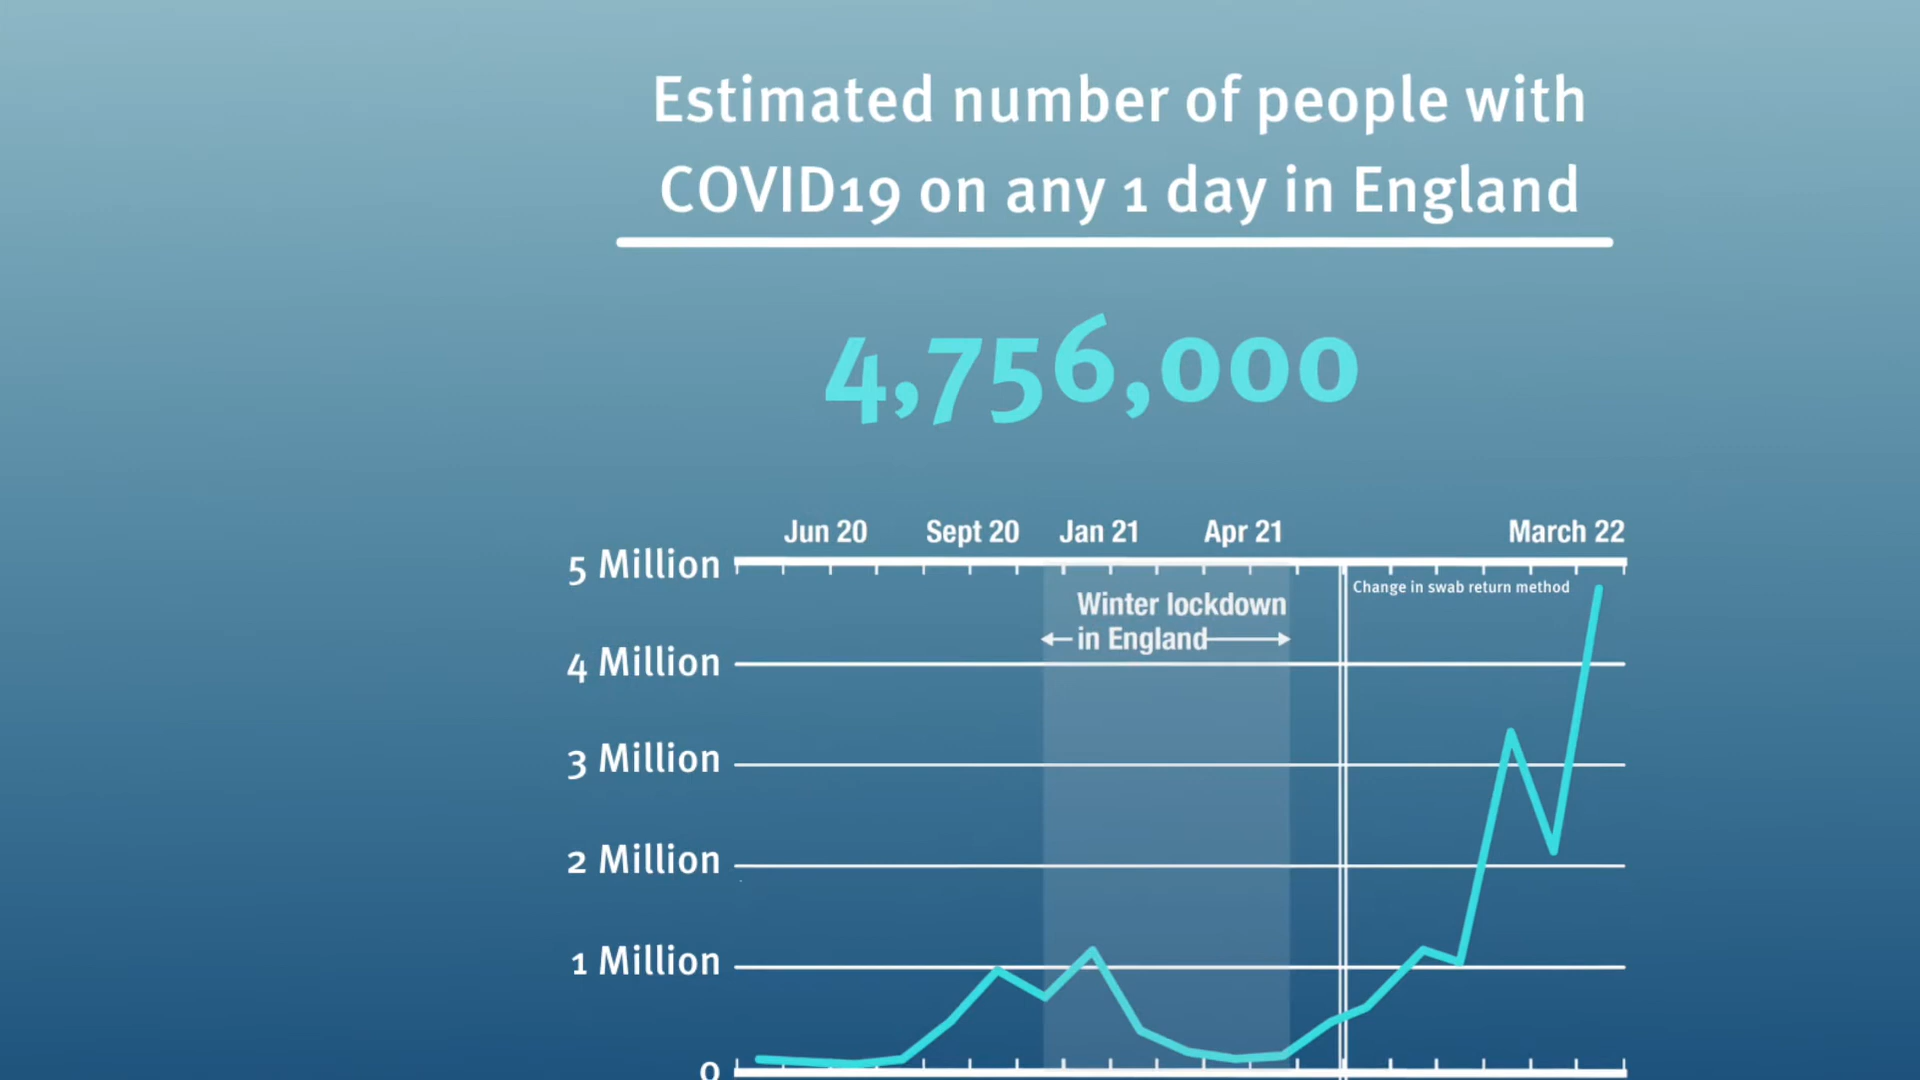 Estimated number of people with
COVID19 on any 1 day in England
4,756,000
Jun 20 Sept 20 Jan 21 Apr 21 March 22
5 Million
Change in swab return method
Winter lockdown
in England
4 Million
3 Million
2 Million
1 Million
0